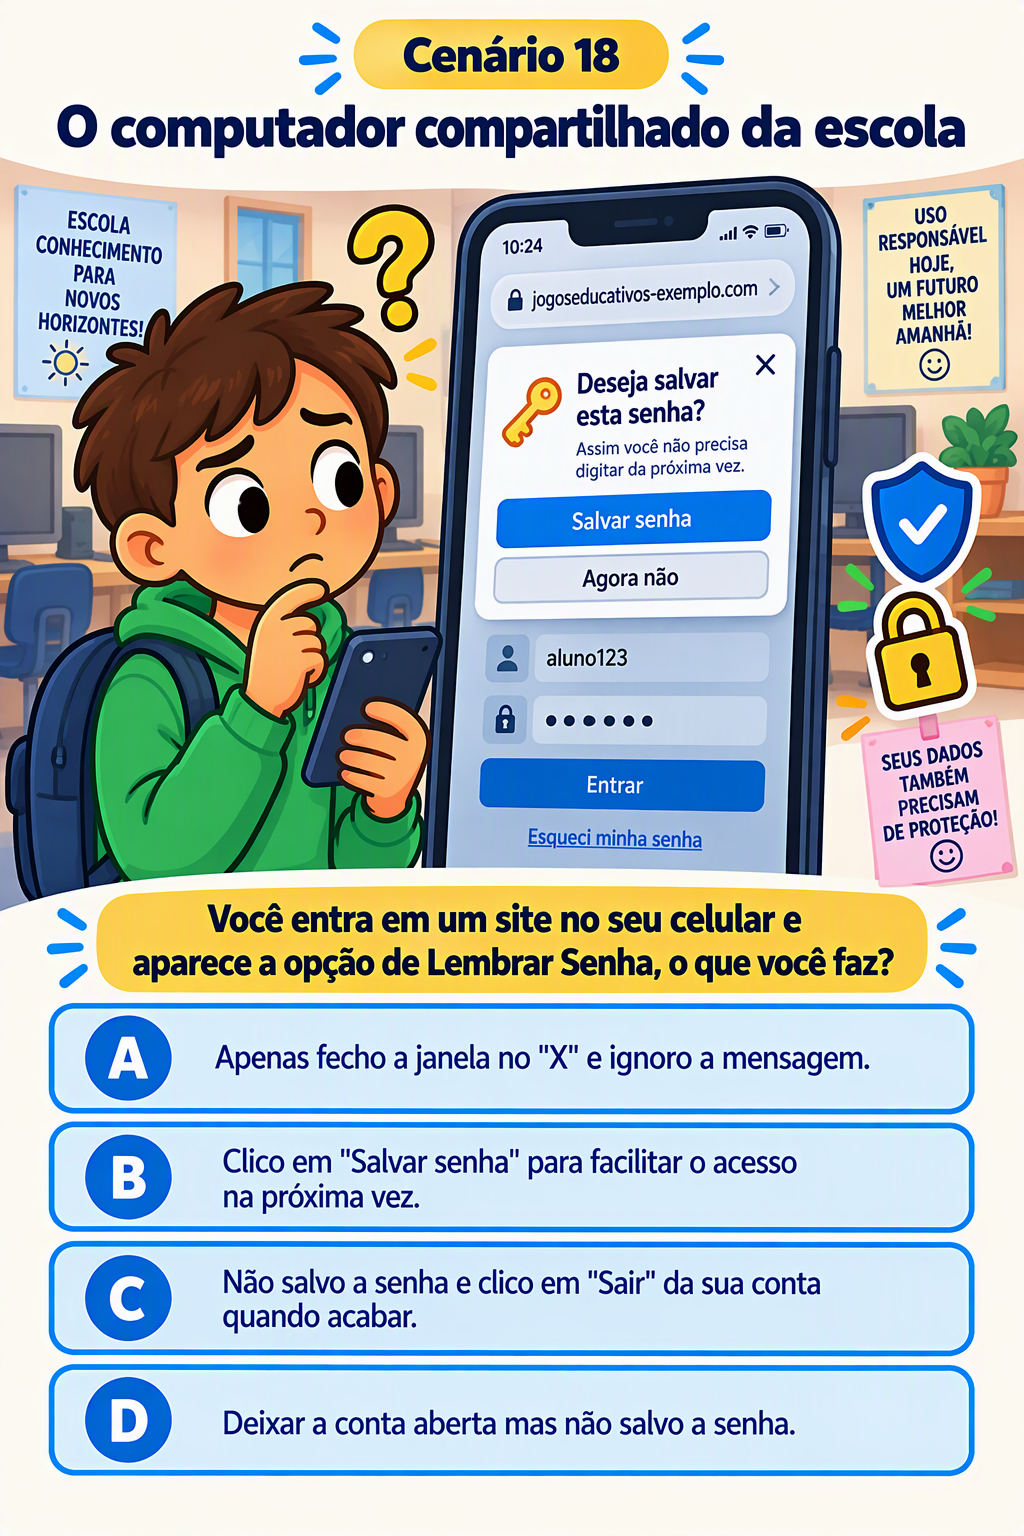 Cenário 18
O computador compartilhado da escola
ESCOLA
CONHECIMENTO
PARA
NOVOS
HORIZONTES!
USO
RESPONSÁVEL
HOJE,
UM FUTURO
MELHOR
AMANHÃ!
10:24
jogoseducativos-exemplo.com
Deseja salvar
esta senha?
Assim você não precisa
digitar da próxima vez.
Salvar senha
Agora não
aluno123
Entrar
Esqueci minha senha
SEUS DADOS
TAMBÉM
PRECISAM
DE PROTEÇÃO!
Você entra em um site no seu celular e
aparece a opção de Lembrar Senha, o que você faz?
A
Apenas fecho a janela no "X" e ignoro a mensagem.
B
Clico em "Salvar senha" para facilitar o acesso
na próxima vez.
C
Não salvo a senha e clico em "Sair" da sua conta
quando acabar.
D
Deixar a conta aberta mas não salvo a senha.